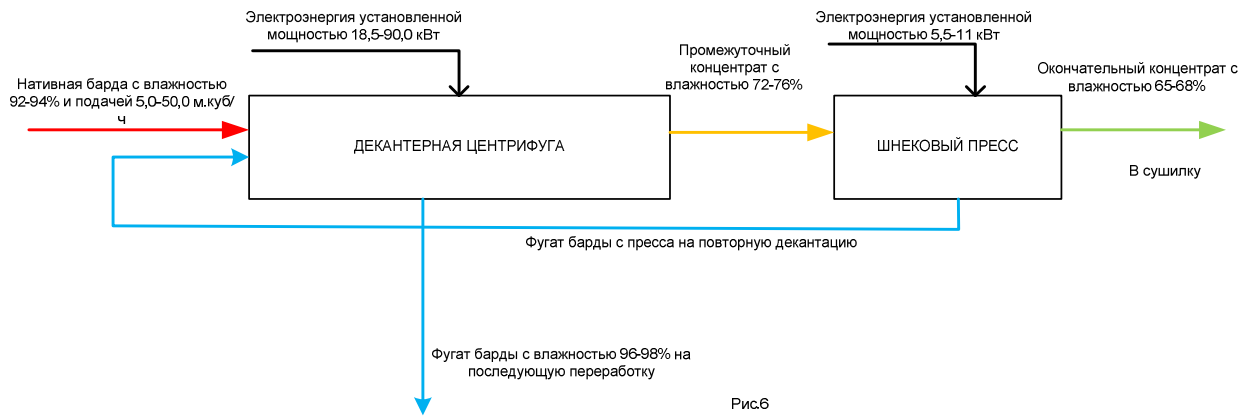 Электроэнергия установленной
мощностью 18,5-90,0 кВт
Электроэнергия установленной
мощностью 5,5-11 кВт
Нативная барда с влажностью
92-94% и подачей 5,0-50,0 м.куб/
ч
Промежуточный
концентрат с
влажностью 72-76%
Окончательный концентрат с
влажностью 65-68%
ДЕКАНТЕРНАЯ ЦЕНТРИФУГА
ШНЕКОВЫЙ ПРЕСС
В сушилку
Фугат барды с пресса на повторную декантацию
Фугат барды с влажностью 96-98% на
последующую переработку
Рис.6